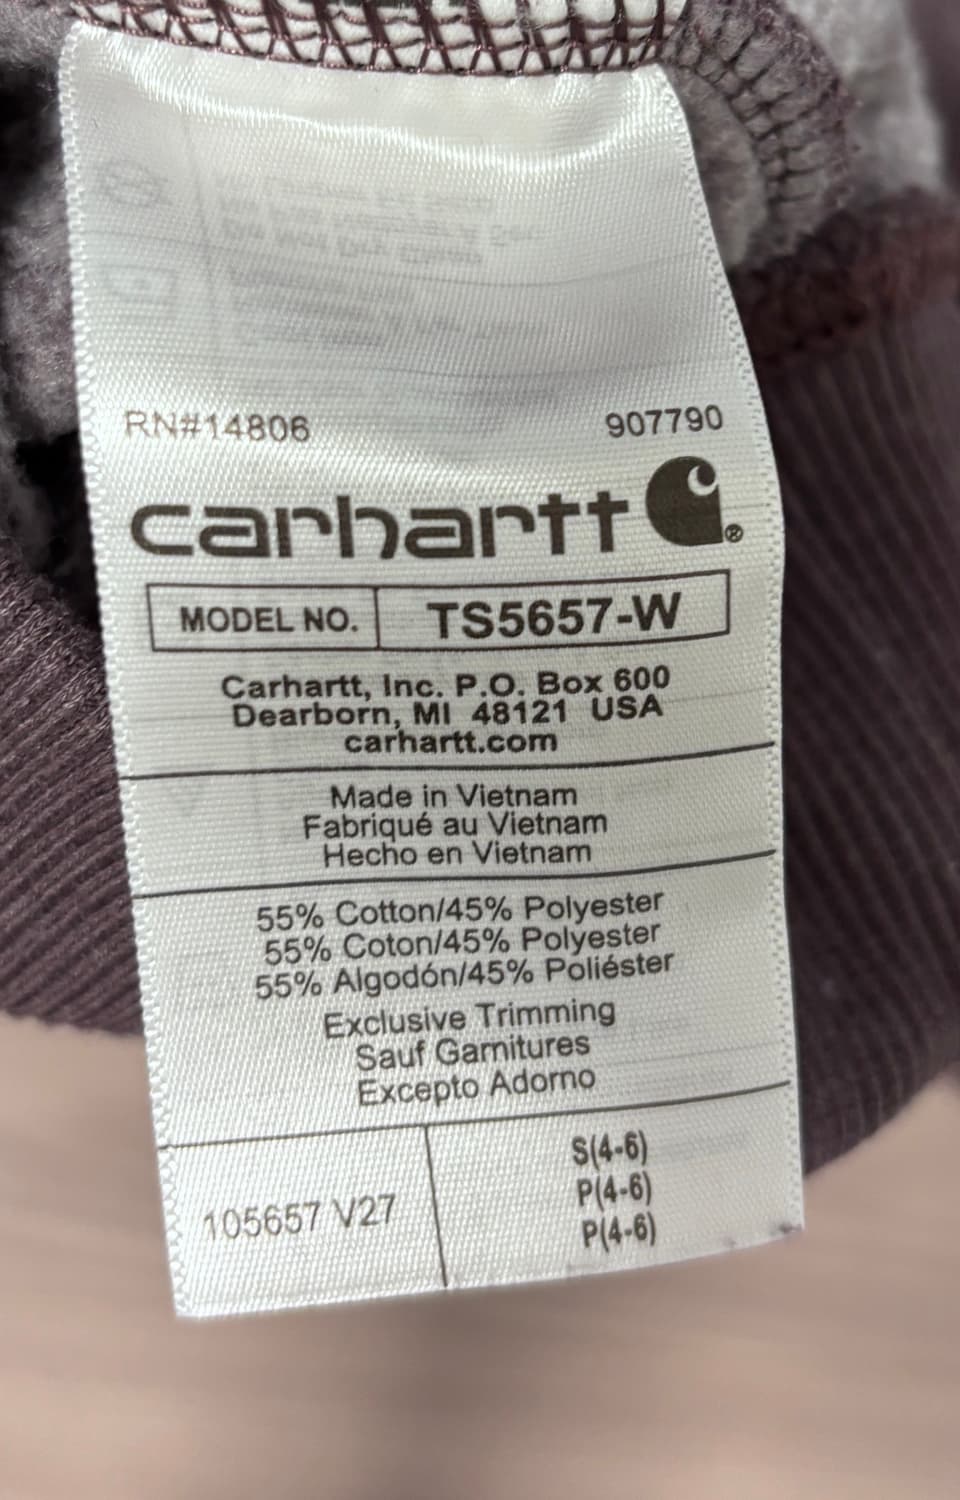 RN#14806 907790
carhartt ®
MODEL NO. TS5657-W
Carhartt, Inc. P.O. Box 600
Dearborn, MI 48121 USA
carhartt.com
Made in Vietnam
Fabriqué au Vietnam
Hecho en Vietnam
55% Cotton/45% Polyester
55% Coton/45% Polyester
55% Algodón/45% Poliéster
Exclusive Trimming
Sauf Garnitures
Excepto Adorno
105657 V27
S(4-6)
P(4-6)
P(4-6)